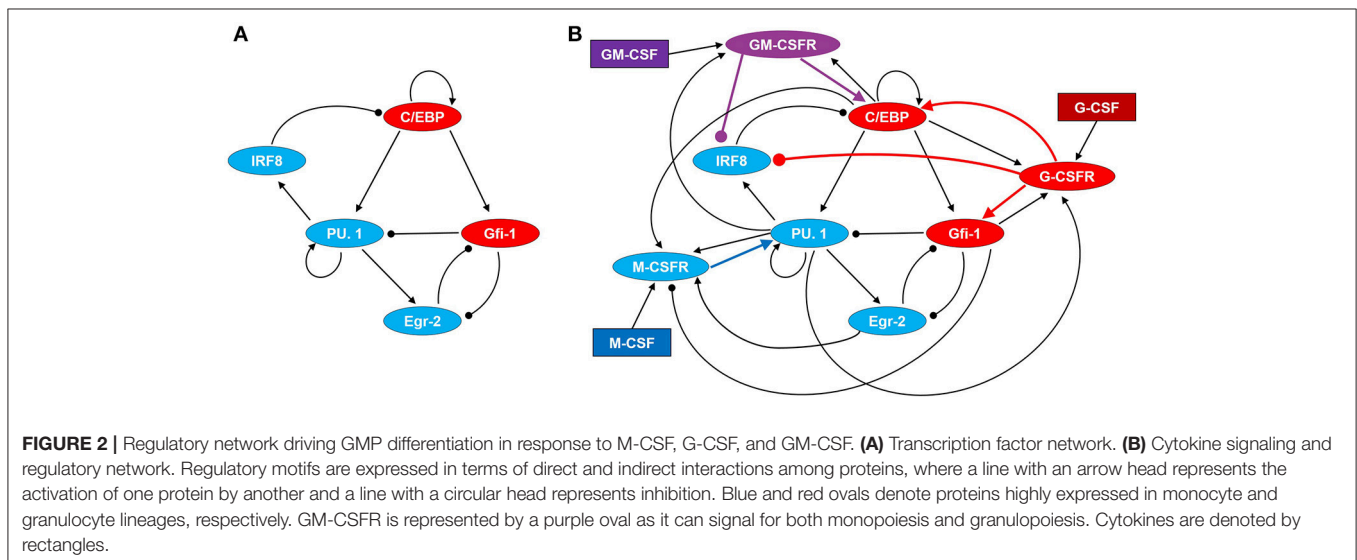 A
C/EBP
IRF8
PU. 1
Gfi-1
Egr-2
B
GM-CSF
GM-CSFR
C/EBP
G-CSF
IRF8
G-CSFR
PU. 1
Gfi-1
M-CSFR
Egr-2
M-CSF
FIGURE 2 | Regulatory network driving GMP differentiation in response to M-CSF, G-CSF, and GM-CSF. (A) Transcription factor network. (B) Cytokine signaling and
regulatory network. Regulatory motifs are expressed in terms of direct and indirect interactions among proteins, where a line with an arrow head represents the
activation of one protein by another and a line with a circular head represents inhibition. Blue and red ovals denote proteins highly expressed in monocyte and
granulocyte lineages, respectively. GM-CSFR is represented by a purple oval as it can signal for both monopoiesis and granulopoiesis. Cytokines are denoted by
rectangles.